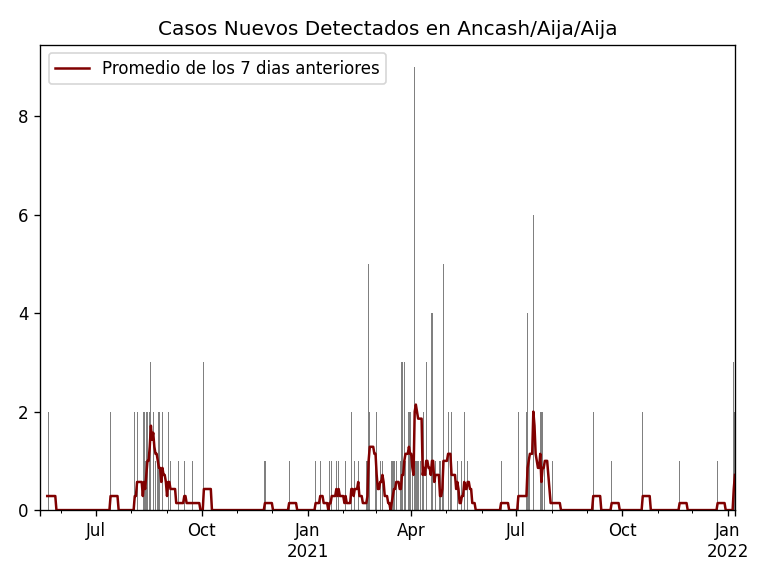 Casos Nuevos Detectados en Ancash/Aija/Aija
Promedio de los 7 dias anteriores
8
6
4
2
0
Jul
Oct
Jan
2021
Apr
Jul
Oct
Jan
2022